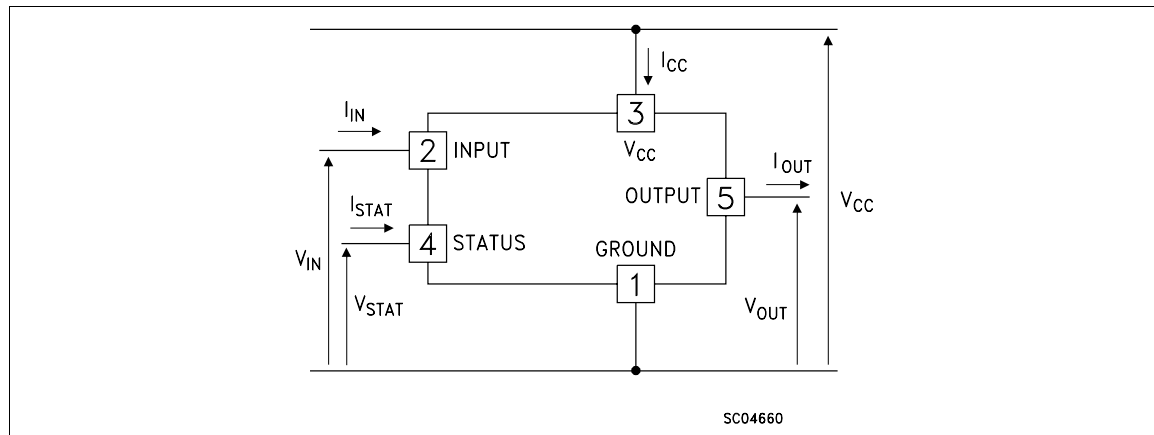 I_CC
3
V_CC
I_IN
2 INPUT
I_OUT
OUTPUT 5
V_CC
I_STAT
4 STATUS
GROUND
1
V_IN
V_STAT
V_OUT
SC04660